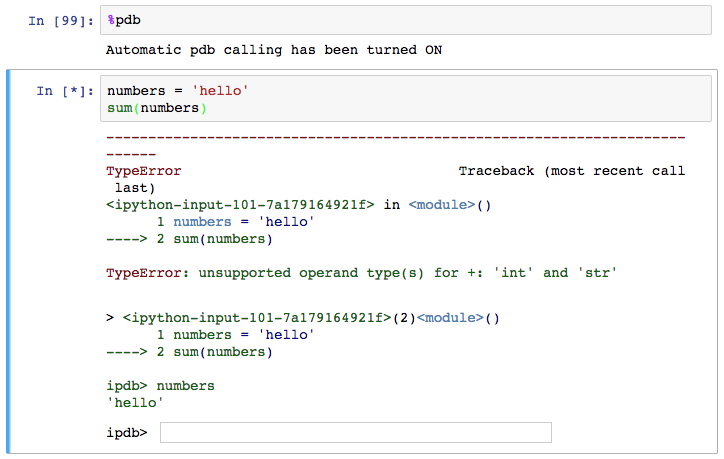 In [99]: %pdb
Automatic pdb calling has been turned ON
In [*]: numbers = 'hello'
sum(numbers)
---------------------------------------------------------------------
------
TypeError                                 Traceback (most recent call
 last)
<ipython-input-101-7a179164921f> in <module>()
      1 numbers = 'hello'
----> 2 sum(numbers)
TypeError: unsupported operand type(s) for +: 'int' and 'str'
> <ipython-input-101-7a179164921f>(2)<module>()
      1 numbers = 'hello'
----> 2 sum(numbers)
ipdb> numbers
'hello'
ipdb>